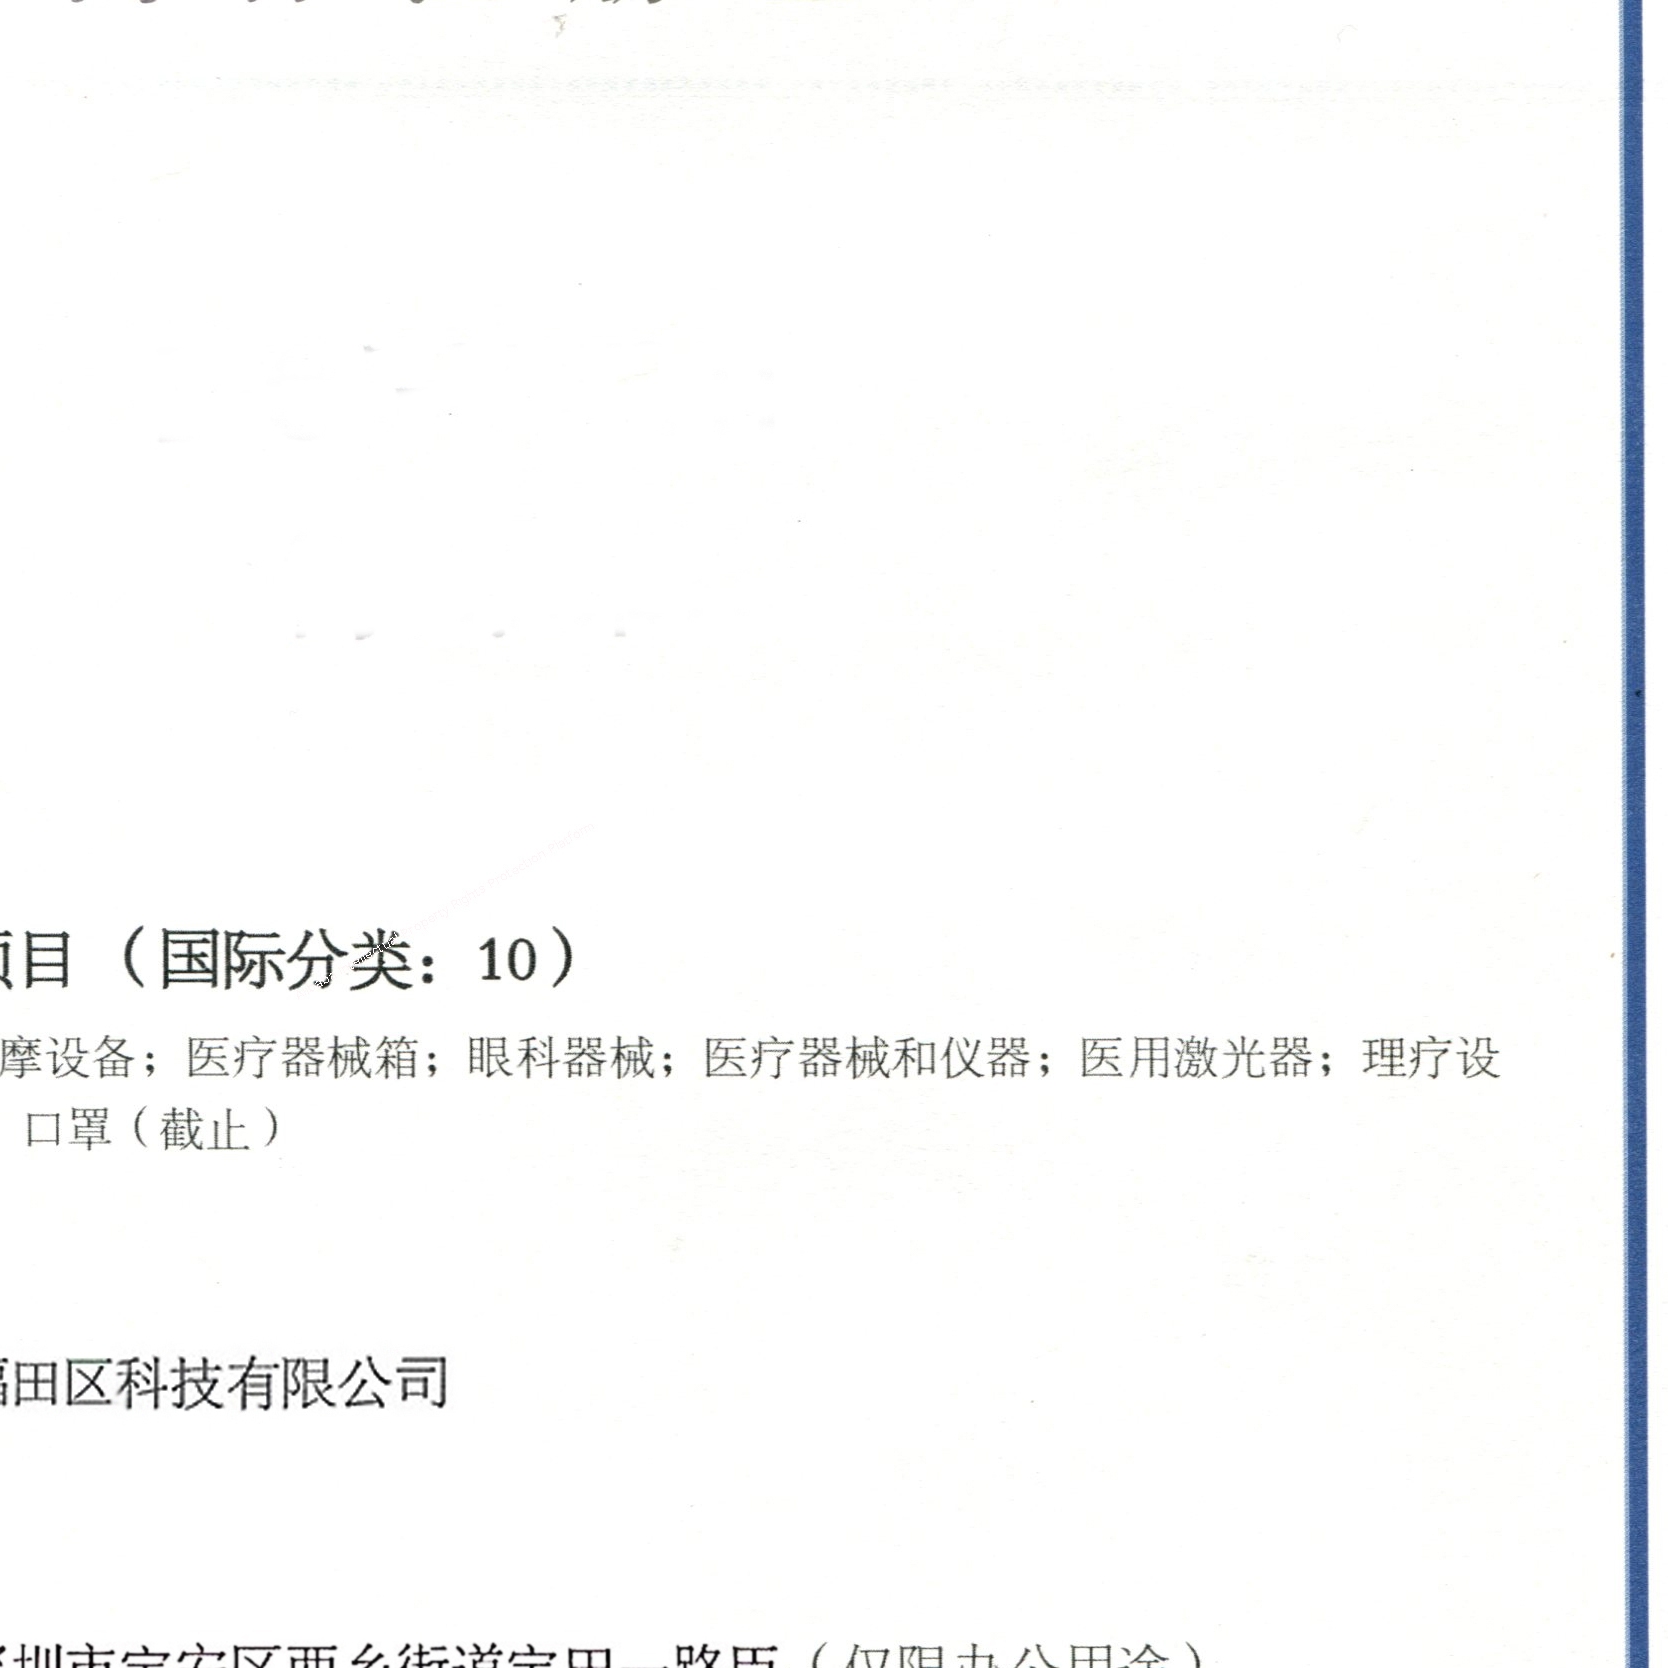 项目（国际分类：10）
摩设备；医疗器械箱；眼科器械；医疗器械和仪器；医用激光器；理疗设
口罩（截止）
福田区科技有限公司
深圳市宝安区西乡街道宝田一路臣（仅限办公用途）